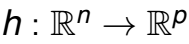 h : ℝⁿ → ℝᵖ